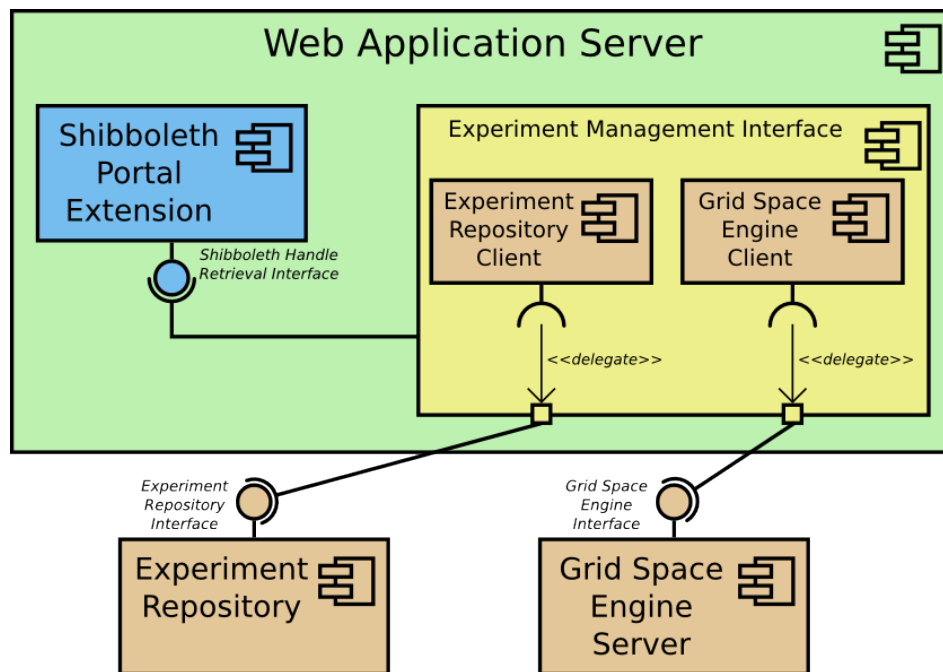 Web Application Server
Shibboleth
Portal
Extension
Experiment Management Interface
Experiment
Repository
Client
Grid Space
Engine
Client
Shibboleth Handle
Retrieval Interface
<<delegate>>
<<delegate>>
Experiment
Repository
Interface
Grid Space
Engine
Interface
Experiment
Repository
Grid Space
Engine
Server